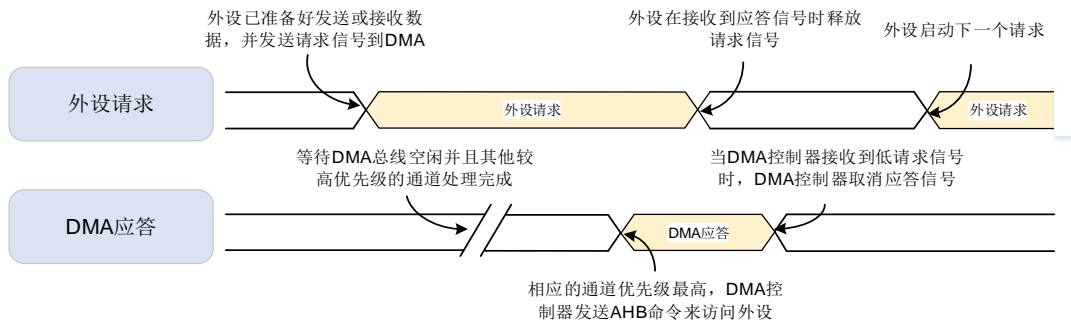 外设已准备好发送或接收数
据，并发送请求信号到DMA
外设在接收到应答信号时释放
请求信号
外设启动下一个请求
外设请求
外设请求
外设请求
等待DMA总线空闲并且其他较
高优先级的通道处理完成
当DMA控制器接收到低请求信号
时，DMA控制器取消应答信号
DMA应答
DMA应答
相应的通道优先级最高，DMA控
制器发送AHB命令来访问外设